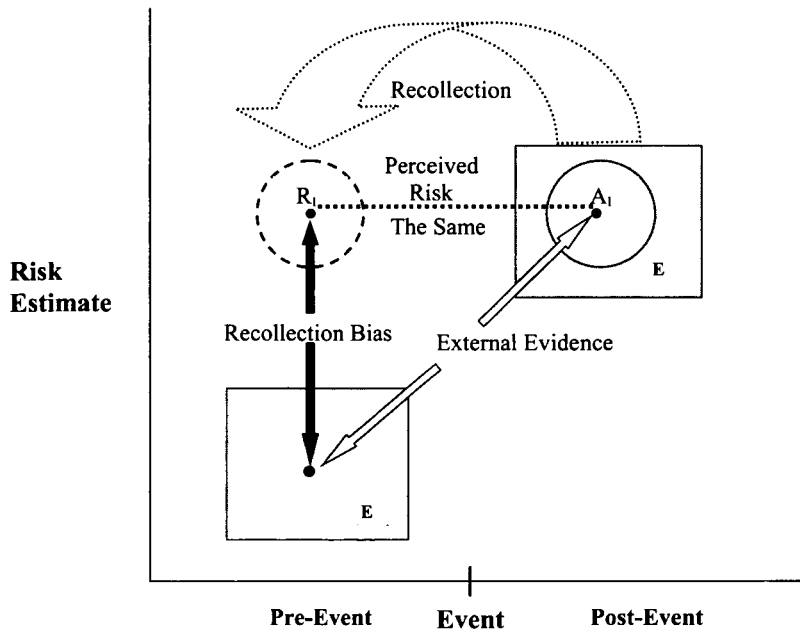 Recollection
Perceived
Risk
R₁
A₁
The Same
E
Risk
Estimate
Recollection Bias
External Evidence
E
Pre-Event
Event
Post-Event